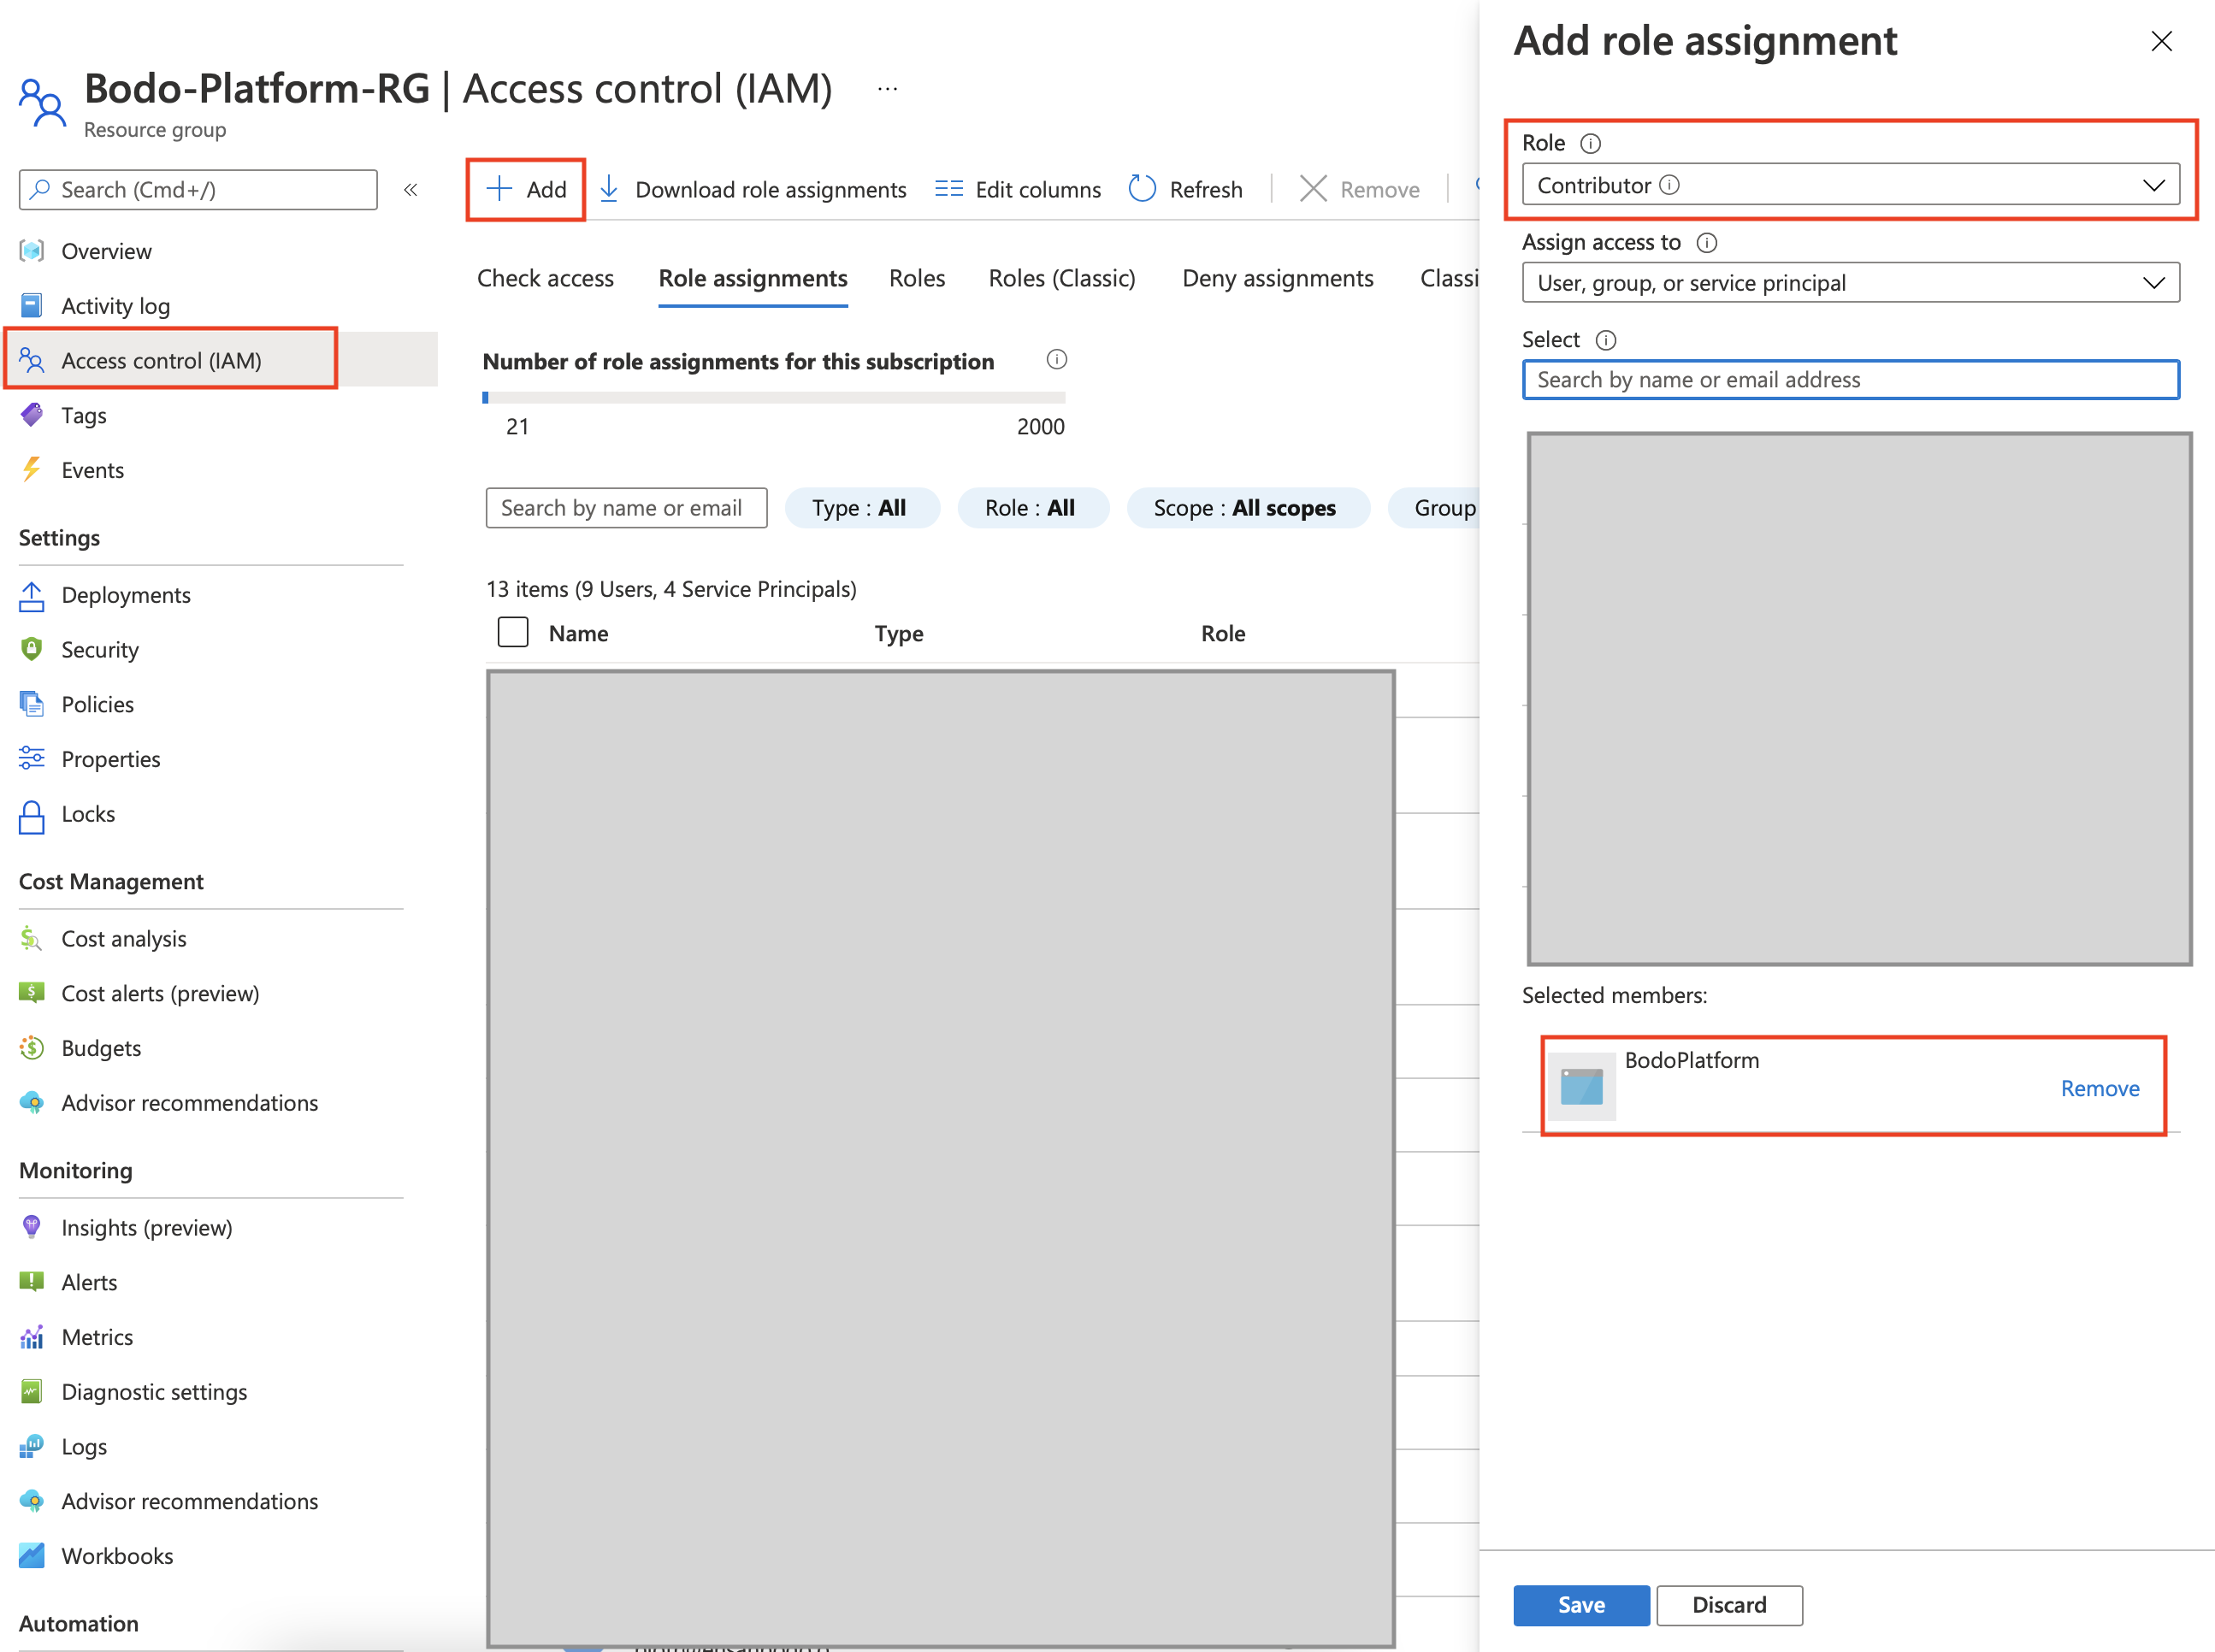 Bodo-Platform-RG | Access control (IAM) ...
Resource group
Search (Cmd+/)
Overview
Activity log
Access control (IAM)
Tags
Events
Settings
Deployments
Security
Policies
Properties
Locks
Cost Management
Cost analysis
Cost alerts (preview)
Budgets
Advisor recommendations
Monitoring
Insights (preview)
Alerts
Metrics
Diagnostic settings
Logs
Advisor recommendations
Workbooks
Automation
Add Download role assignments Edit columns Refresh Remove
Check access Role assignments Roles Roles (Classic) Deny assignments Classi
Number of role assignments for this subscription
21 2000
Search by name or email Type : All Role : All Scope : All scopes Group
13 items (9 Users, 4 Service Principals)
Name Type Role
Add role assignment
Role
Contributor
Assign access to
User, group, or service principal
Select
Search by name or email address
Selected members:
BodoPlatform
Remove
Save Discard